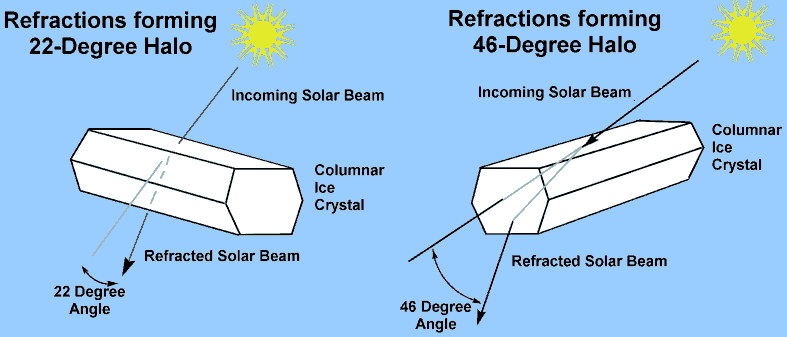 Refractions forming
22-Degree Halo
Incoming Solar Beam
Columnar
Ice
Crystal
Refracted Solar Beam
22 Degree
Angle
Refractions forming
46-Degree Halo
Incoming Solar Beam
Columnar
Ice
Crystal
Refracted Solar Beam
46 Degree
Angle